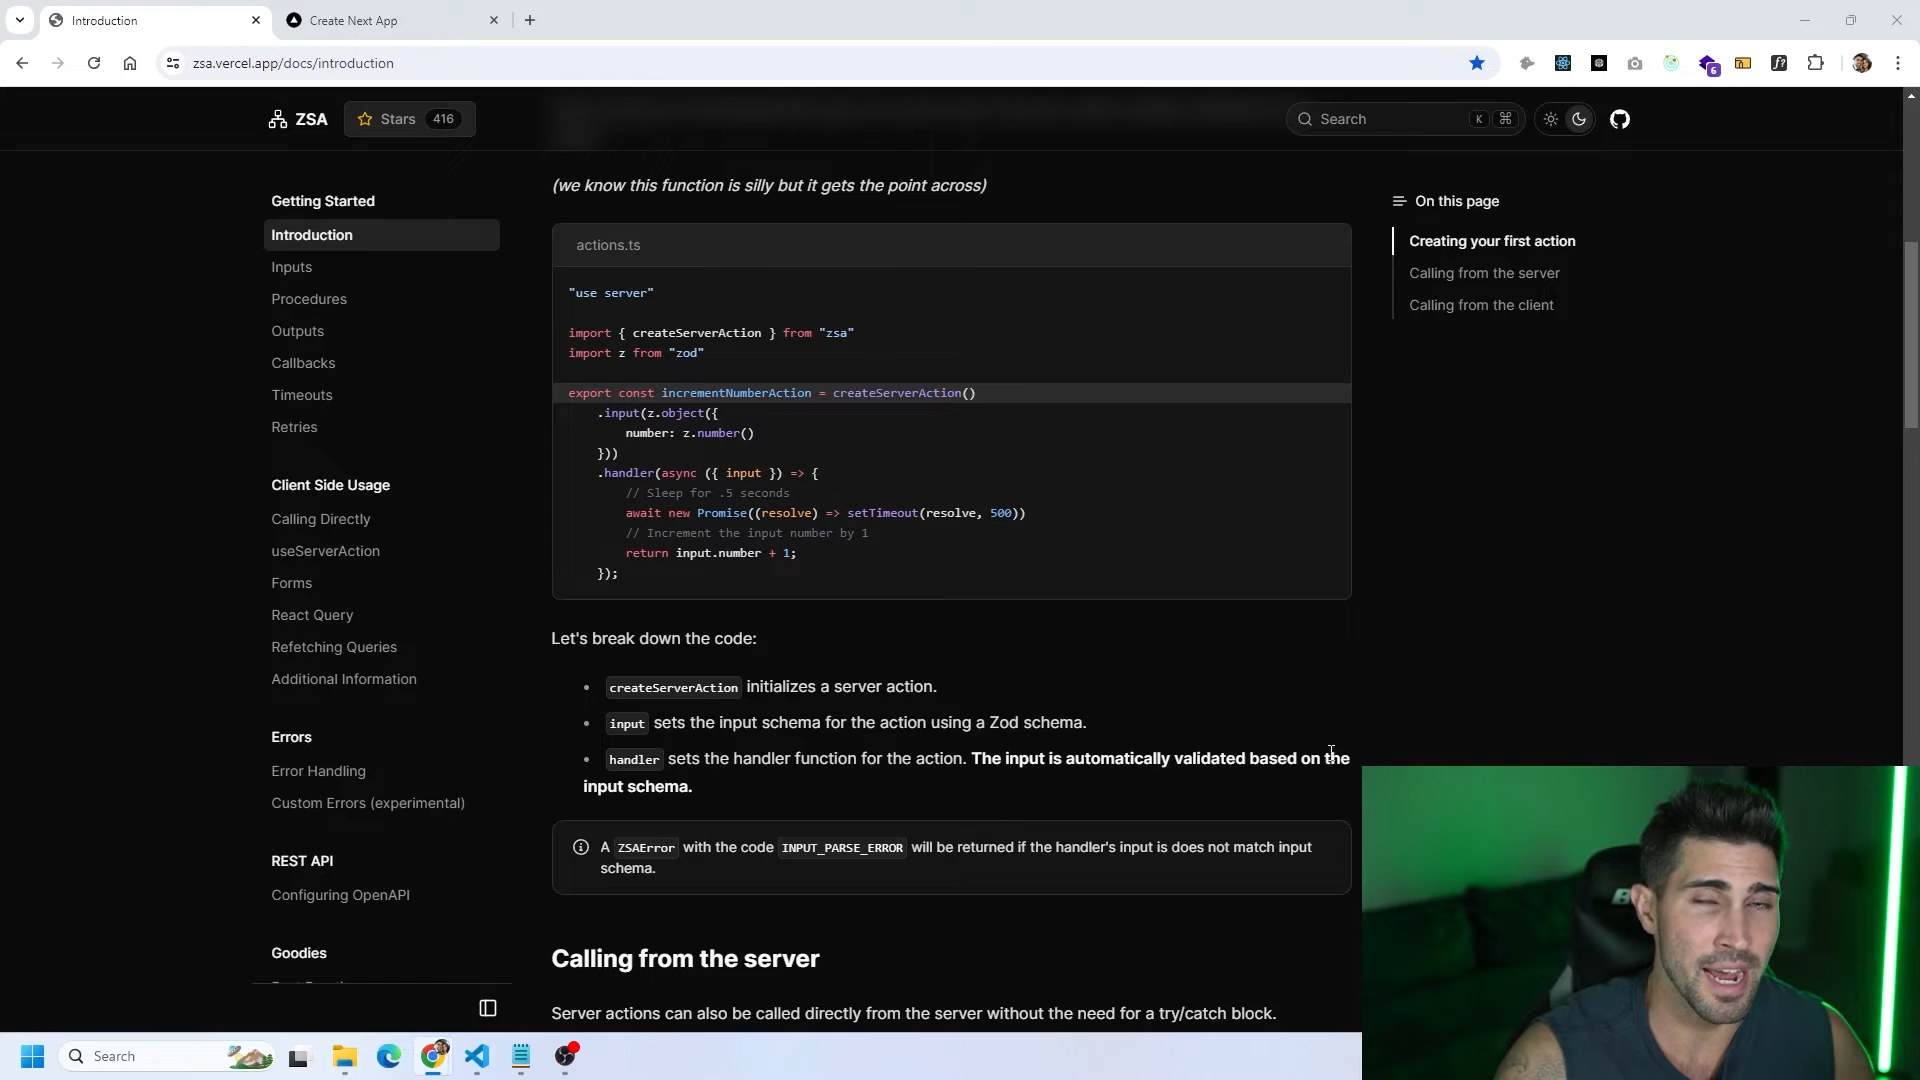 Introduction
Create Next App
zsa.vercel.app/docs/introduction
6
ZSA
Stars 416
Search K ⌘
Getting Started
Introduction
Inputs
Procedures
Outputs
Callbacks
Timeouts
Retries
Client Side Usage
Calling Directly
useServerAction
Forms
React Query
Refetching Queries
Additional Information
Errors
Error Handling
Custom Errors (experimental)
REST API
Configuring OpenAPI
Goodies
(we know this function is silly but it gets the point across)
actions.ts
"use server"
import { createServerAction } from "zsa"
import z from "zod"
export const incrementNumberAction = createServerAction()
.input(z.object({
number: z.number()
}))
.handler(async ({ input }) => {
// Sleep for .5 seconds
await new Promise((resolve) => setTimeout(resolve, 500))
// Increment the input number by 1
return input.number + 1;
});
Let's break down the code:
• createServerAction initializes a server action.
• input sets the input schema for the action using a Zod schema.
• handler sets the handler function for the action. The input is automatically validated based on the
input schema.
A ZSAError with the code INPUT_PARSE_ERROR will be returned if the handler's input is does not match input
schema.
Calling from the server
Server actions can also be called directly from the server without the need for a try/catch block.
On this page
Creating your first action
Calling from the server
Calling from the client
Search